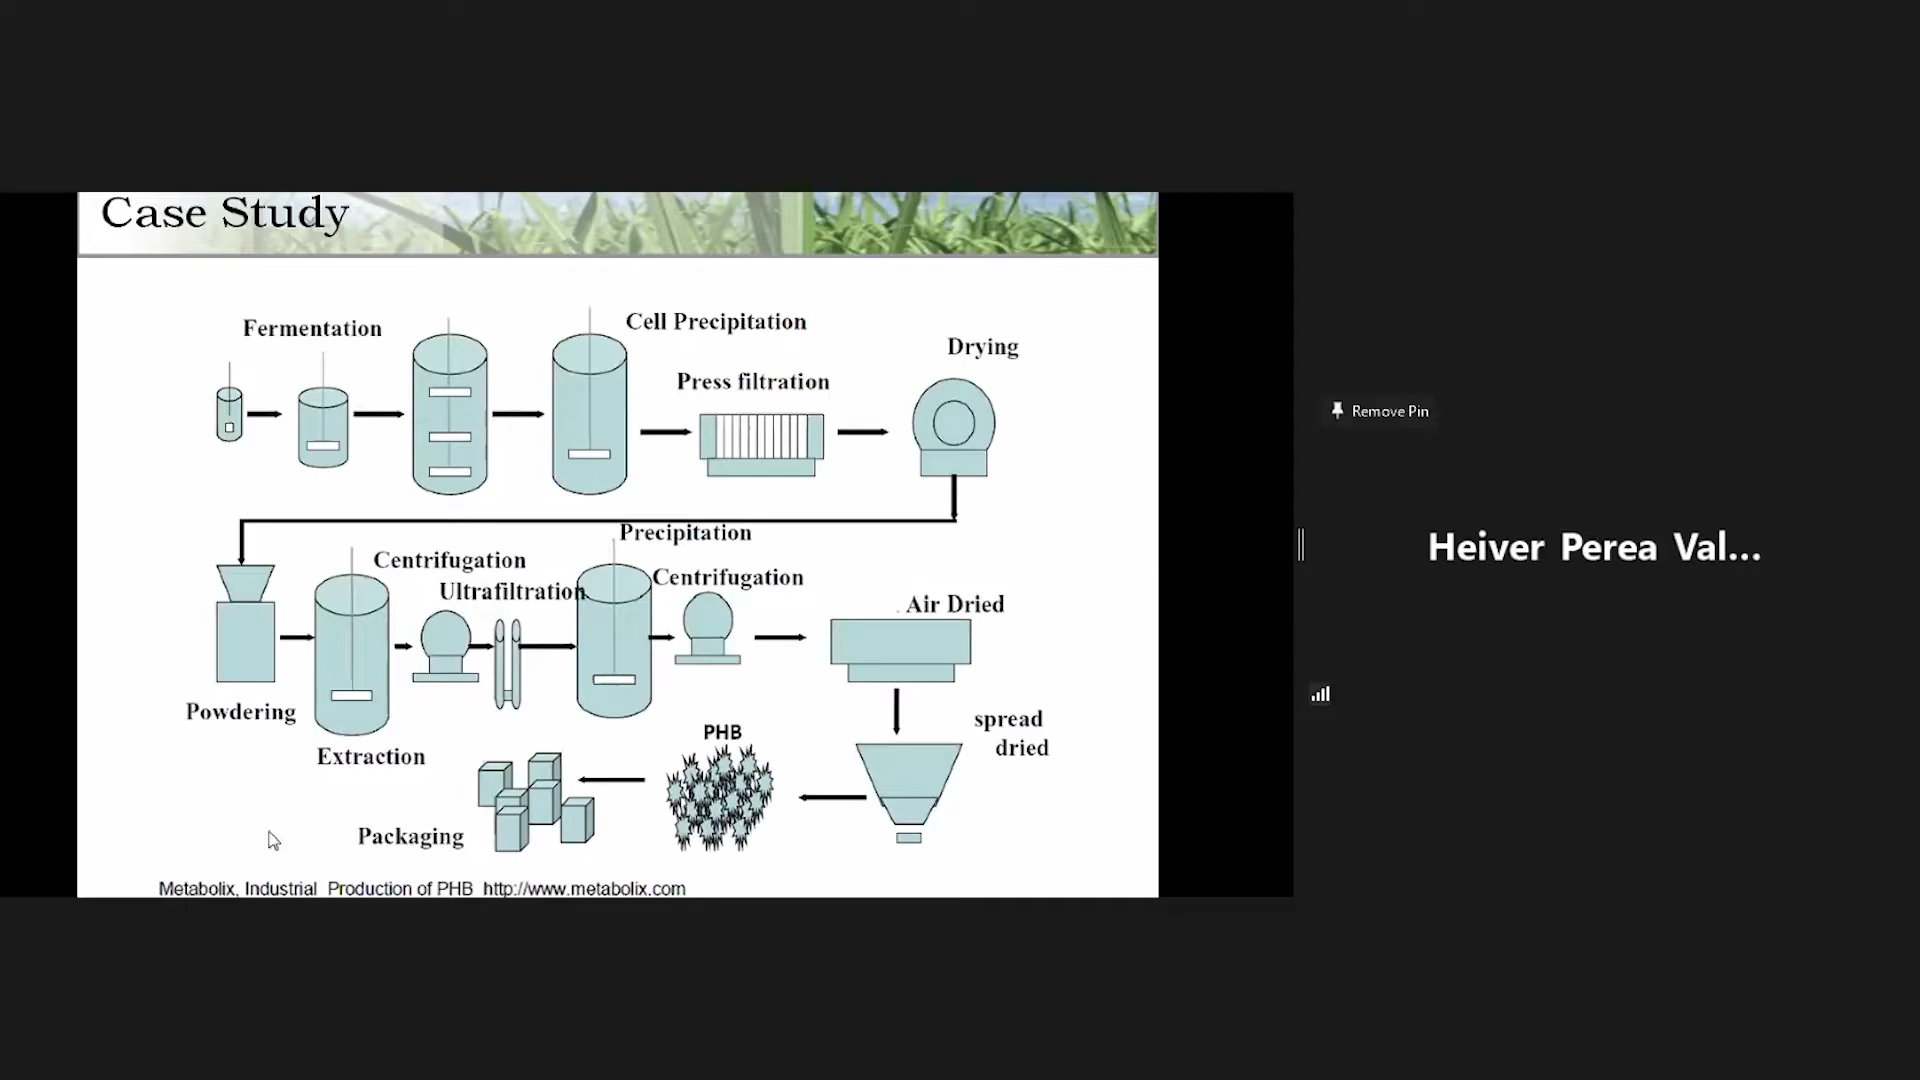 Case Study
Fermentation
Cell Precipitation
Press filtration
Drying
Precipitation
Centrifugation
Ultrafiltration
Centrifugation
Air Dried
Powdering
Extraction
spread
dried
PHB
Packaging
Metabolix, Industrial Production of PHB http://www.metabolix.com
Remove Pin
Heiver Perea Val...